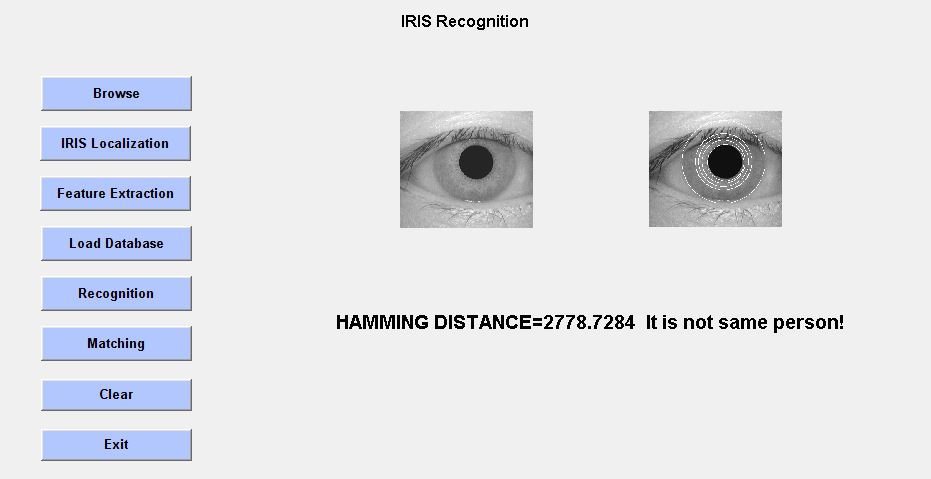 IRIS Recognition
Browse
IRIS Localization
Feature Extraction
Load Database
Recognition
Matching
Clear
Exit
HAMMING DISTANCE=2778.7284  It is not same person!